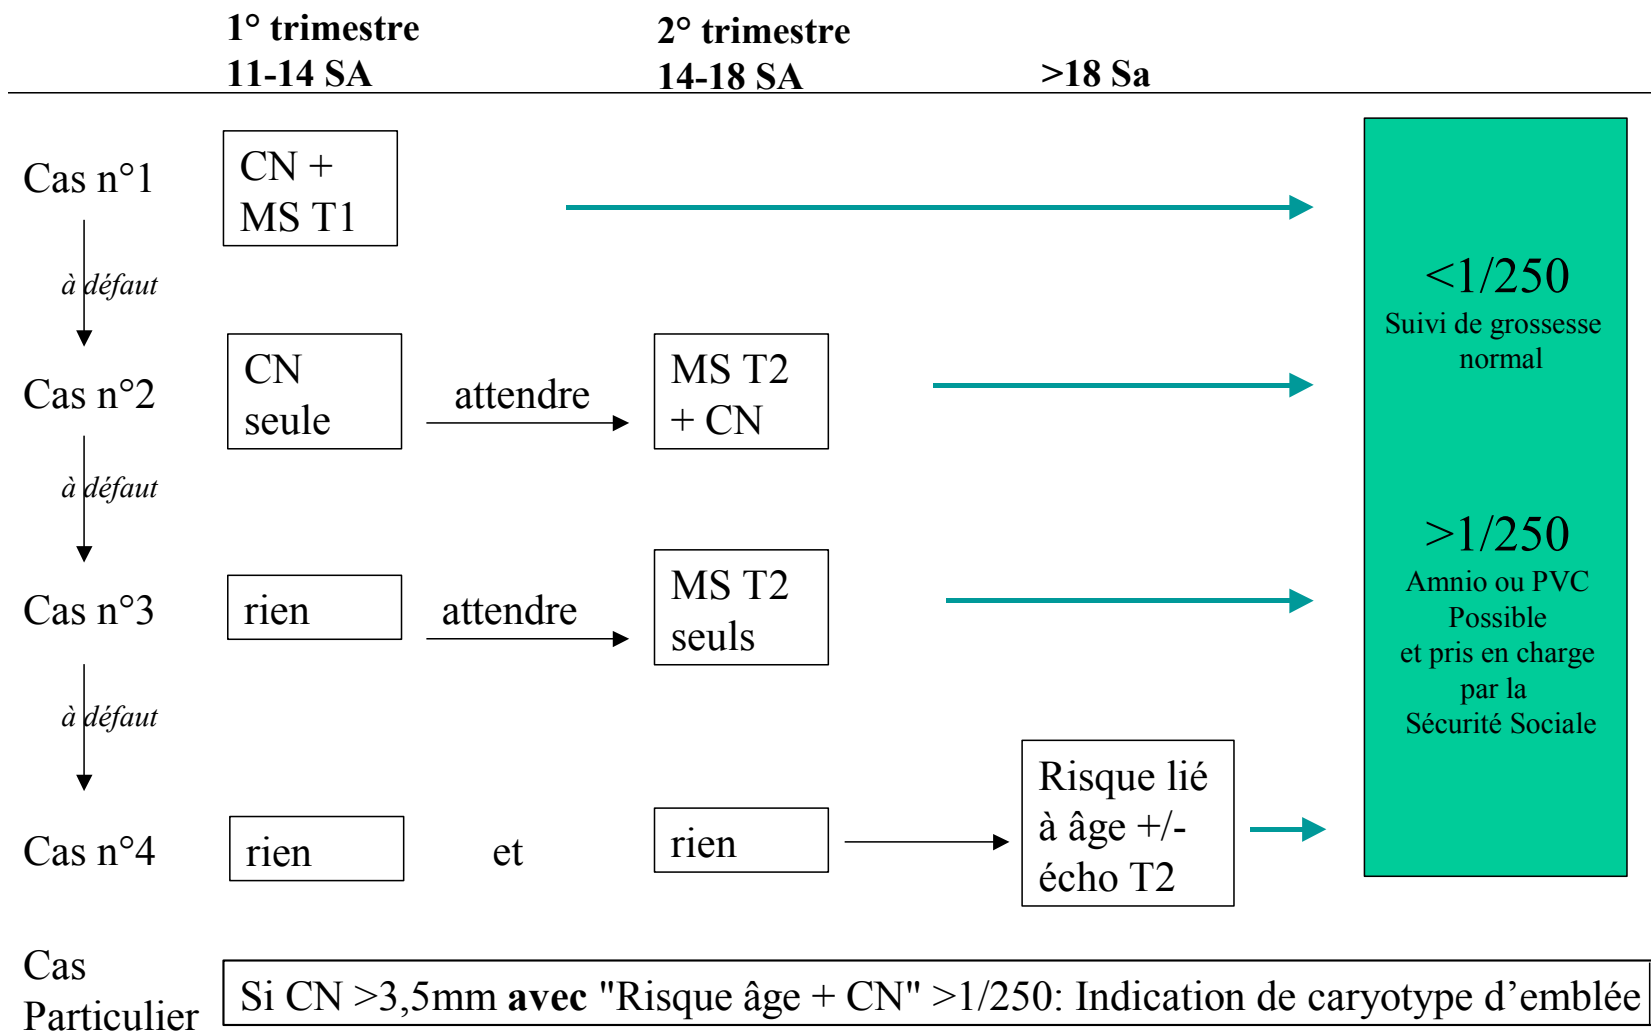 1° trimestre
11-14 SA
2° trimestre
14-18 SA
>18 Sa
Cas n°1
CN +
MS T1
à défaut
Cas n°2
CN
seule
attendre
MS T2
+ CN
à défaut
Cas n°3
rien
attendre
MS T2
seuls
à défaut
Cas n°4
rien
et
rien
Risque lié
à âge +/-
écho T2
<1/250
Suivi de grossesse
normal
>1/250
Amnio ou PVC
Possible
et pris en charge
par la
Sécurité Sociale
Cas
Particulier
Si CN >3,5mm avec "Risque âge + CN" >1/250: Indication de caryotype d’emblée